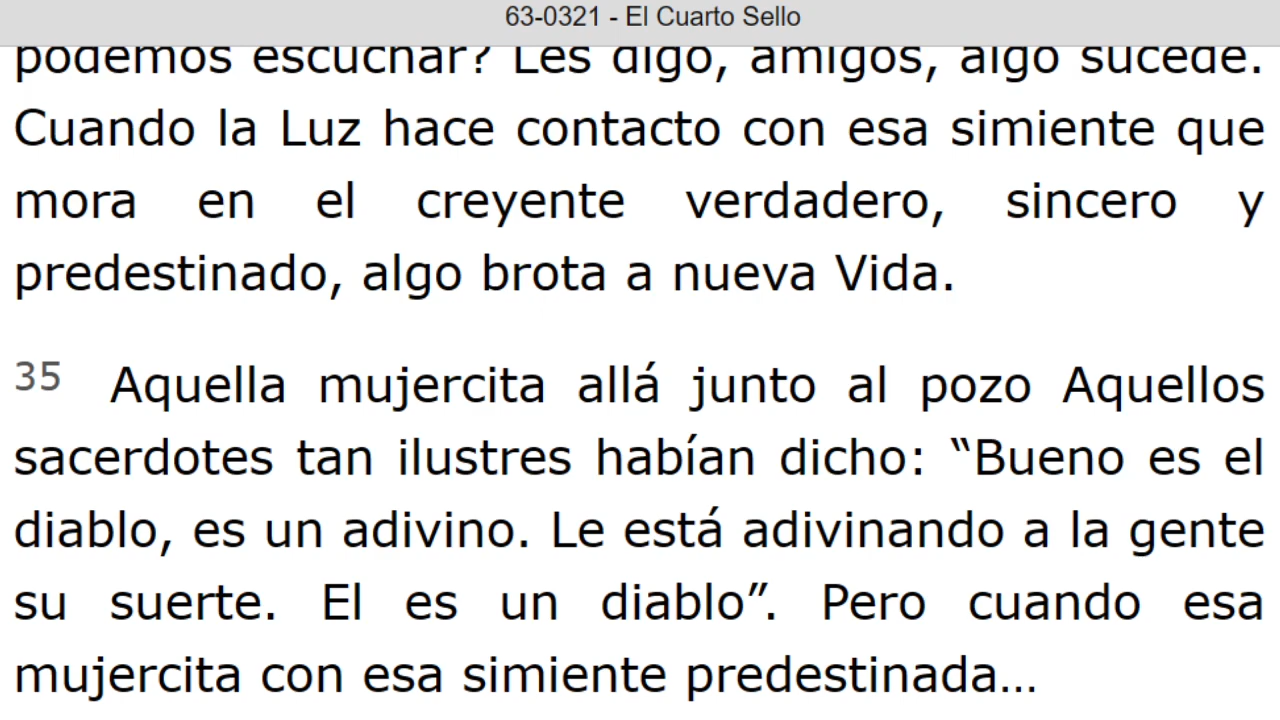 63-0321 - El Cuarto Sello
podemos escuchar? Les digo, amigos, algo sucede.
Cuando la Luz hace contacto con esa simiente que
mora en el creyente verdadero, sincero y
predestinado, algo brota a nueva Vida.
35 Aquella mujercita allá junto al pozo Aquellos
sacerdotes tan ilustres habían dicho: “Bueno es el
diablo, es un adivino. Le está adivinando a la gente
su suerte. El es un diablo”. Pero cuando esa
mujercita con esa simiente predestinada…